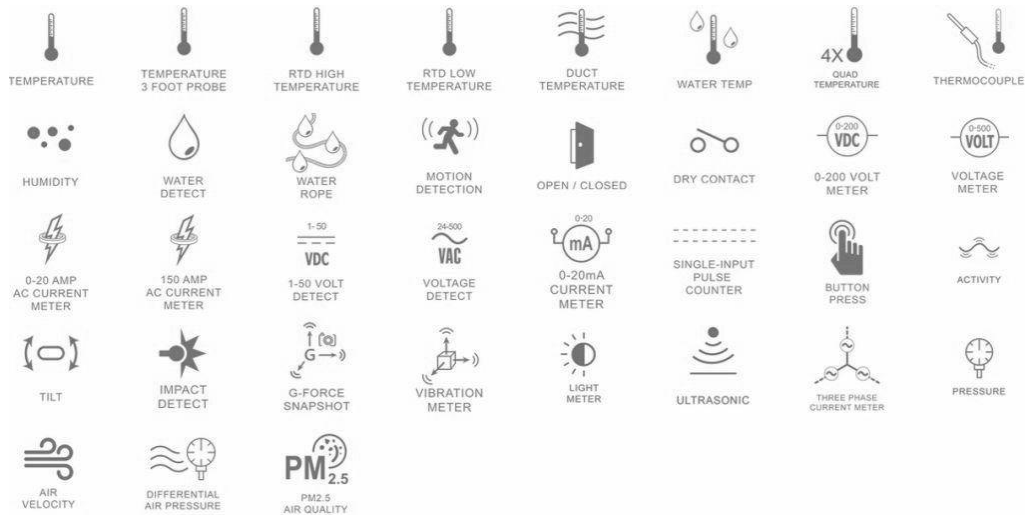 TEMPERATURE
TEMPERATURE
3 FOOT PROBE
RTD HIGH
TEMPERATURE
RTD LOW
TEMPERATURE
DUCT
TEMPERATURE
WATER TEMP
4X
QUAD
TEMPERATURE
THERMOCOUPLE
HUMIDITY
WATER
DETECT
WATER
ROPE
MOTION
DETECTION
OPEN / CLOSED
DRY CONTACT
0-200
VDC
0-200 VOLT
METER
0-500
VOLT
VOLTAGE
METER
0-20 AMP
AC CURRENT
METER
150 AMP
AC CURRENT
METER
1-50
VDC
1-50 VOLT
DETECT
24-500
VAC
VOLTAGE
DETECT
0-20
mA
0-20mA
CURRENT
METER
SINGLE-INPUT
PULSE
COUNTER
BUTTON
PRESS
ACTIVITY
TILT
IMPACT
DETECT
G
G-FORCE
SNAPSHOT
VIBRATION
METER
LIGHT
METER
ULTRASONIC
THREE PHASE
CURRENT METER
PRESSURE
AIR
VELOCITY
DIFFERENTIAL
AIR PRESSURE
PM2.5
PM2.5
AIR QUALITY